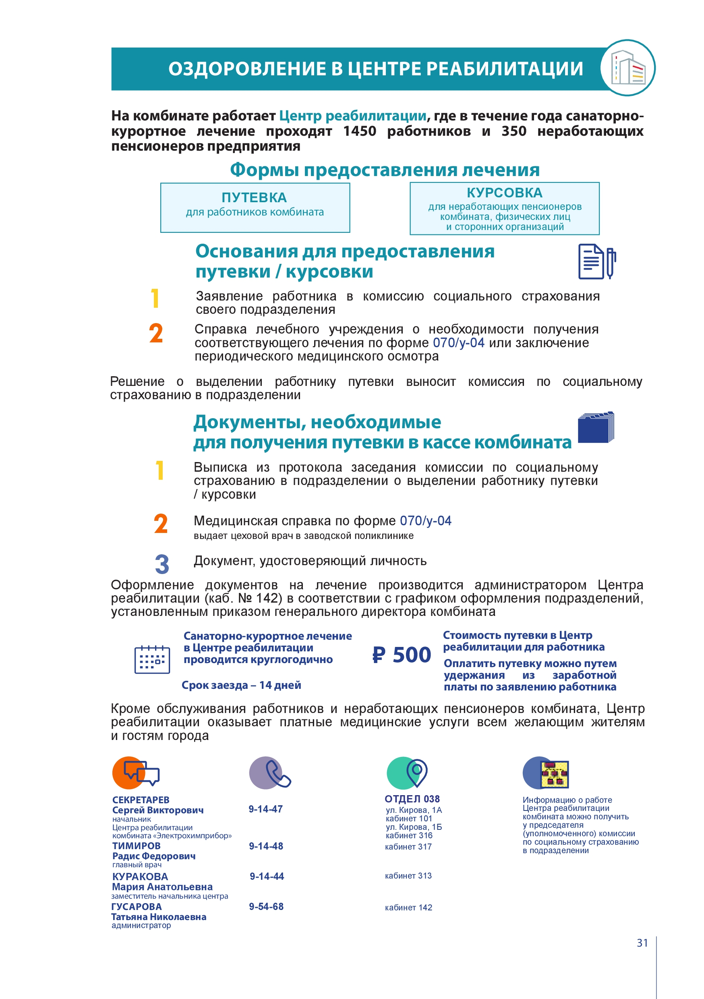 ОЗДОРОВЛЕНИЕ В ЦЕНТРЕ РЕАБИЛИТАЦИИ
На комбинате работает Центр реабилитации, где в течение года санаторно-
курортное лечение проходят 1450 работников и 350 неработающих
пенсионеров предприятия
Формы предоставления лечения
ПУТЕВКА
для работников комбината
КУРСОВКА
для неработающих пенсионеров
комбината, физических лиц
и сторонних организаций
Основания для предоставления
путевки / курсовки
1
Заявление работника в комиссию социального страхования
своего подразделения
2
Справка лечебного учреждения о необходимости получения
соответствующего лечения по форме 070/у-04 или заключение
периодического медицинского осмотра
Решение о выделении работнику путевки выносит комиссия по социальному
страхованию в подразделении
Документы, необходимые
для получения путевки в кассе комбината
1
Выписка из протокола заседания комиссии по социальному
страхованию в подразделении о выделении работнику путевки
/ курсовки
2
Медицинская справка по форме 070/у-04
выдает цеховой врач в заводской поликлинике
3
Документ, удостоверяющий личность
Оформление документов на лечение производится администратором Центра
реабилитации (каб. № 142) в соответствии с графиком оформления подразделений,
установленным приказом генерального директора комбината
Санаторно-курортное лечение
в Центре реабилитации
проводится круглогодично
Срок заезда – 14 дней
₽ 500
Стоимость путевки в Центр
реабилитации для работника
Оплатить путевку можно путем
удержания из заработной
платы по заявлению работника
Кроме обслуживания работников и неработающих пенсионеров комбината, Центр
реабилитации оказывает платные медицинские услуги всем желающим жителям
и гостям города
СЕКРЕТАРЕВ
Сергей Викторович
начальник
Центра реабилитации
комбината «Электрохимприбор»
9-14-47
ОТДЕЛ 038
ул. Кирова, 1А
кабинет 101
ул. Кирова, 1Б
кабинет 316
Информацию о работе
Центра реабилитации
комбината можно получить
у председателя
(уполномоченного) комиссии
по социальному страхованию
в подразделении
ТИМИРОВ
Радис Федорович
главный врач
9-14-48
кабинет 317
КУРАКОВА
Мария Анатольевна
заместитель начальника центра
9-14-44
кабинет 313
ГУСАРОВА
Татьяна Николаевна
администратор
9-54-68
кабинет 142
31